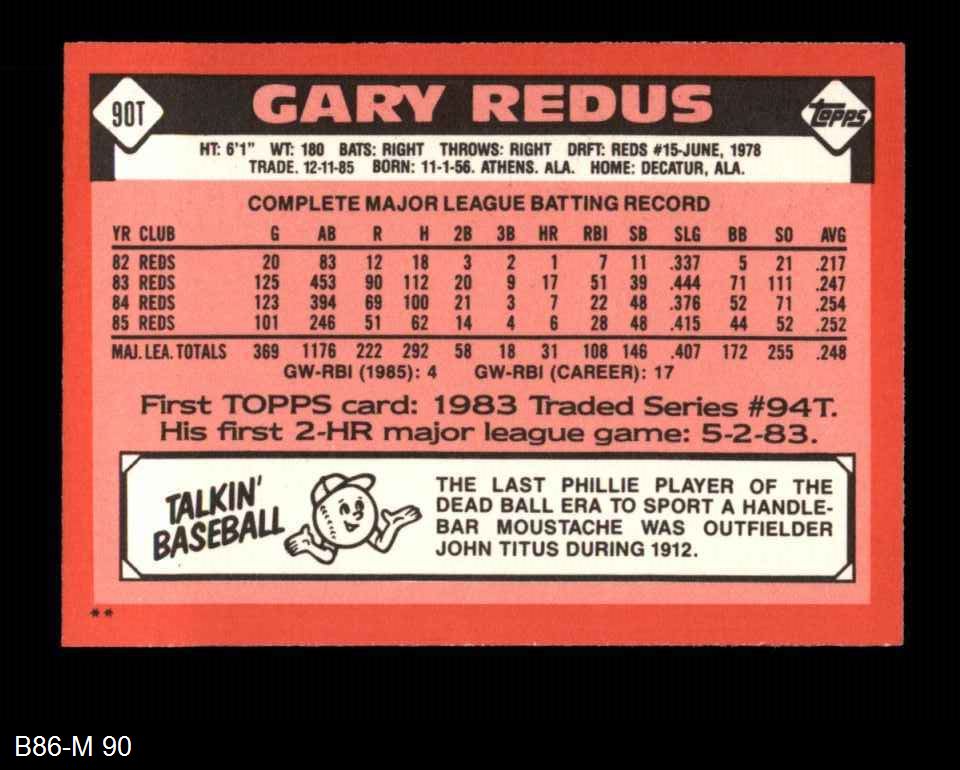 90T
GARY REDUS
Topps
HT: 6'1" WT: 180 BATS: RIGHT THROWS: RIGHT DRFT: REDS #15-JUNE, 1978
TRADE. 12-11-85 BORN: 11-1-56. ATHENS. ALA. HOME: DECATUR, ALA.
COMPLETE MAJOR LEAGUE BATTING RECORD
YR CLUB G AB R H 2B 3B HR RBI SB SLG BB SO AVG
82 REDS 20 83 12 18 3 2 1 7 11 .337 5 21 .217
83 REDS 125 453 90 112 20 9 17 51 39 .444 71 111 .247
84 REDS 123 394 69 100 21 3 7 22 48 .376 52 71 .254
85 REDS 101 246 51 62 14 4 6 28 48 .415 44 52 .252
MAJ. LEA. TOTALS 369 1176 222 292 58 18 31 108 146 .407 172 255 .248
GW-RBI (1985): 4 GW-RBI (CAREER): 17
First TOPPS card: 1983 Traded Series #94T.
His first 2-HR major league game: 5-2-83.
TALKIN'
BASEBALL
THE LAST PHILLIE PLAYER OF THE
DEAD BALL ERA TO SPORT A HANDLE-
BAR MOUSTACHE WAS OUTFIELDER
JOHN TITUS DURING 1912.
**
B86-M 90